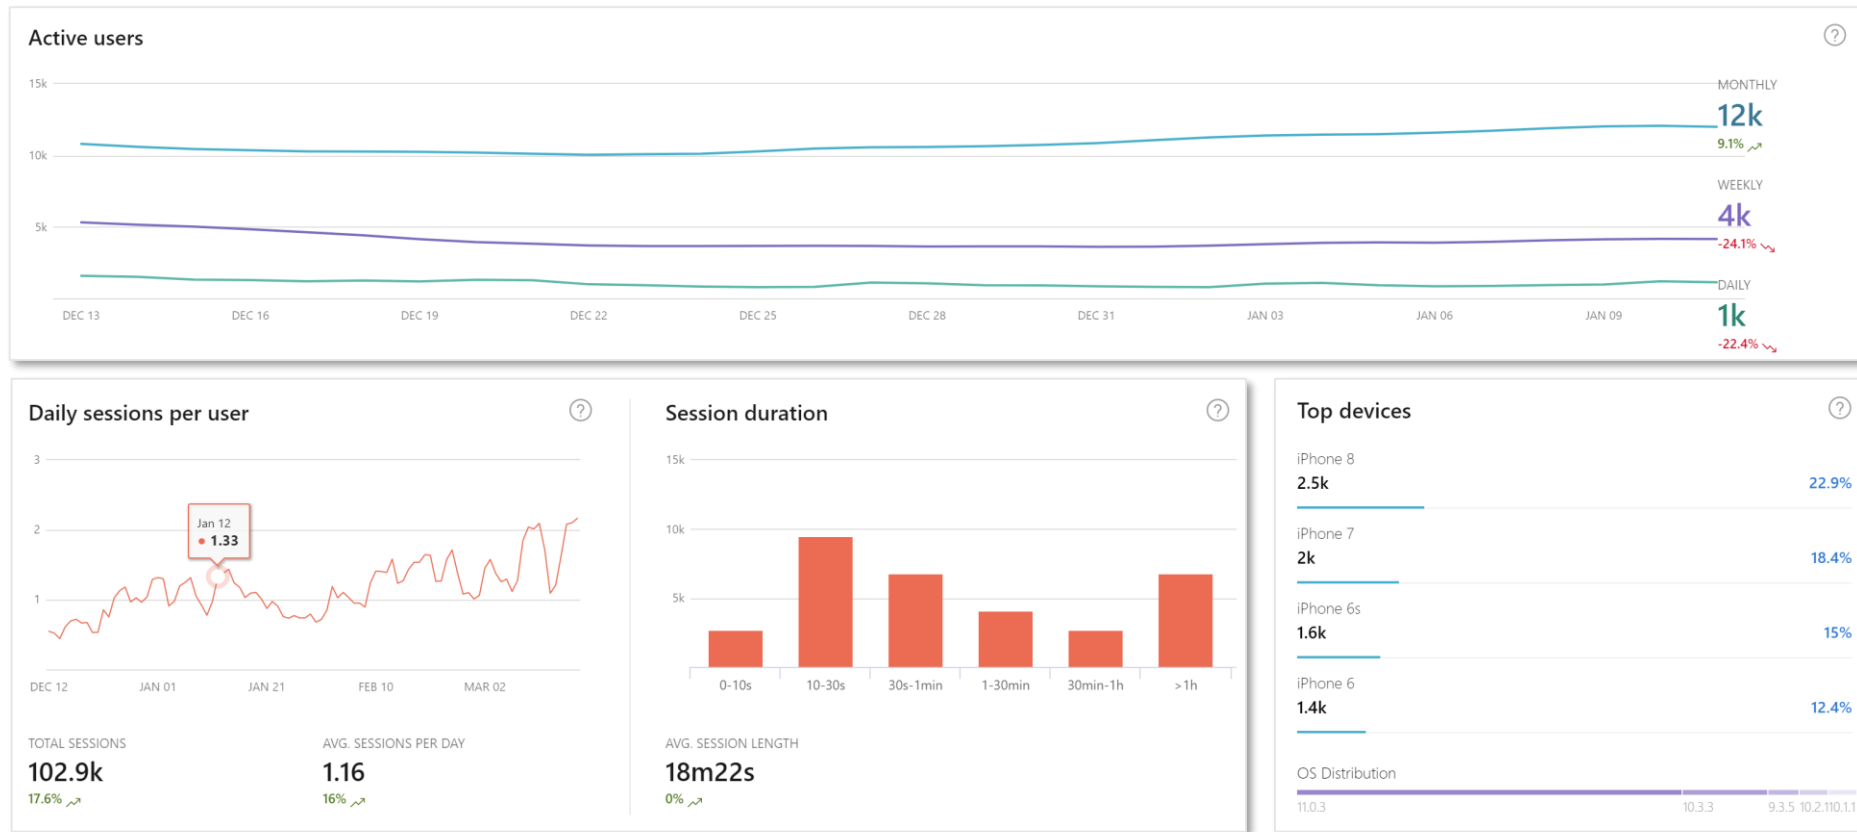 Active users
?
15k
10k
5k
DEC 13 DEC 16 DEC 19 DEC 22 DEC 25 DEC 28 DEC 31 JAN 03 JAN 06 JAN 09
MONTHLY
12k
9.1%
WEEKLY
4k
-24.1%
DAILY
1k
-22.4%
Daily sessions per user
?
3
2
1
Jan 12
1.33
DEC 12 JAN 01 JAN 21 FEB 10 MAR 02
TOTAL SESSIONS
102.9k
17.6%
AVG. SESSIONS PER DAY
1.16
16%
Session duration
?
15k
10k
5k
0-10s 10-30s 30s-1min 1-30min 30min-1h >1h
AVG. SESSION LENGTH
18m22s
0%
Top devices
?
iPhone 8
2.5k 22.9%
iPhone 7
2k 18.4%
iPhone 6s
1.6k 15%
iPhone 6
1.4k 12.4%
OS Distribution
11.0.3 10.3.3 9.3.5